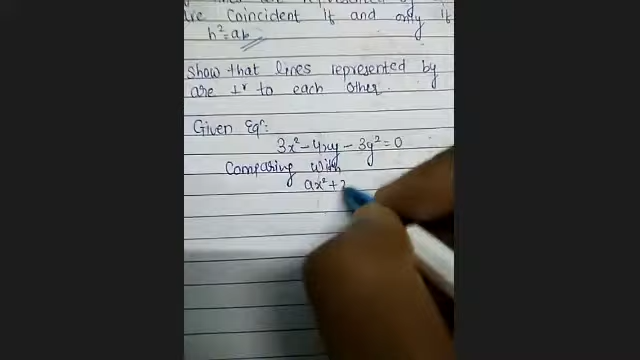 are Coincident if and only if
h²=ab
show that lines represented by
are ⊥r to each other.
Given Eqn:
3x² - 4xy - 3y² = 0
Comparing with
ax² + 2